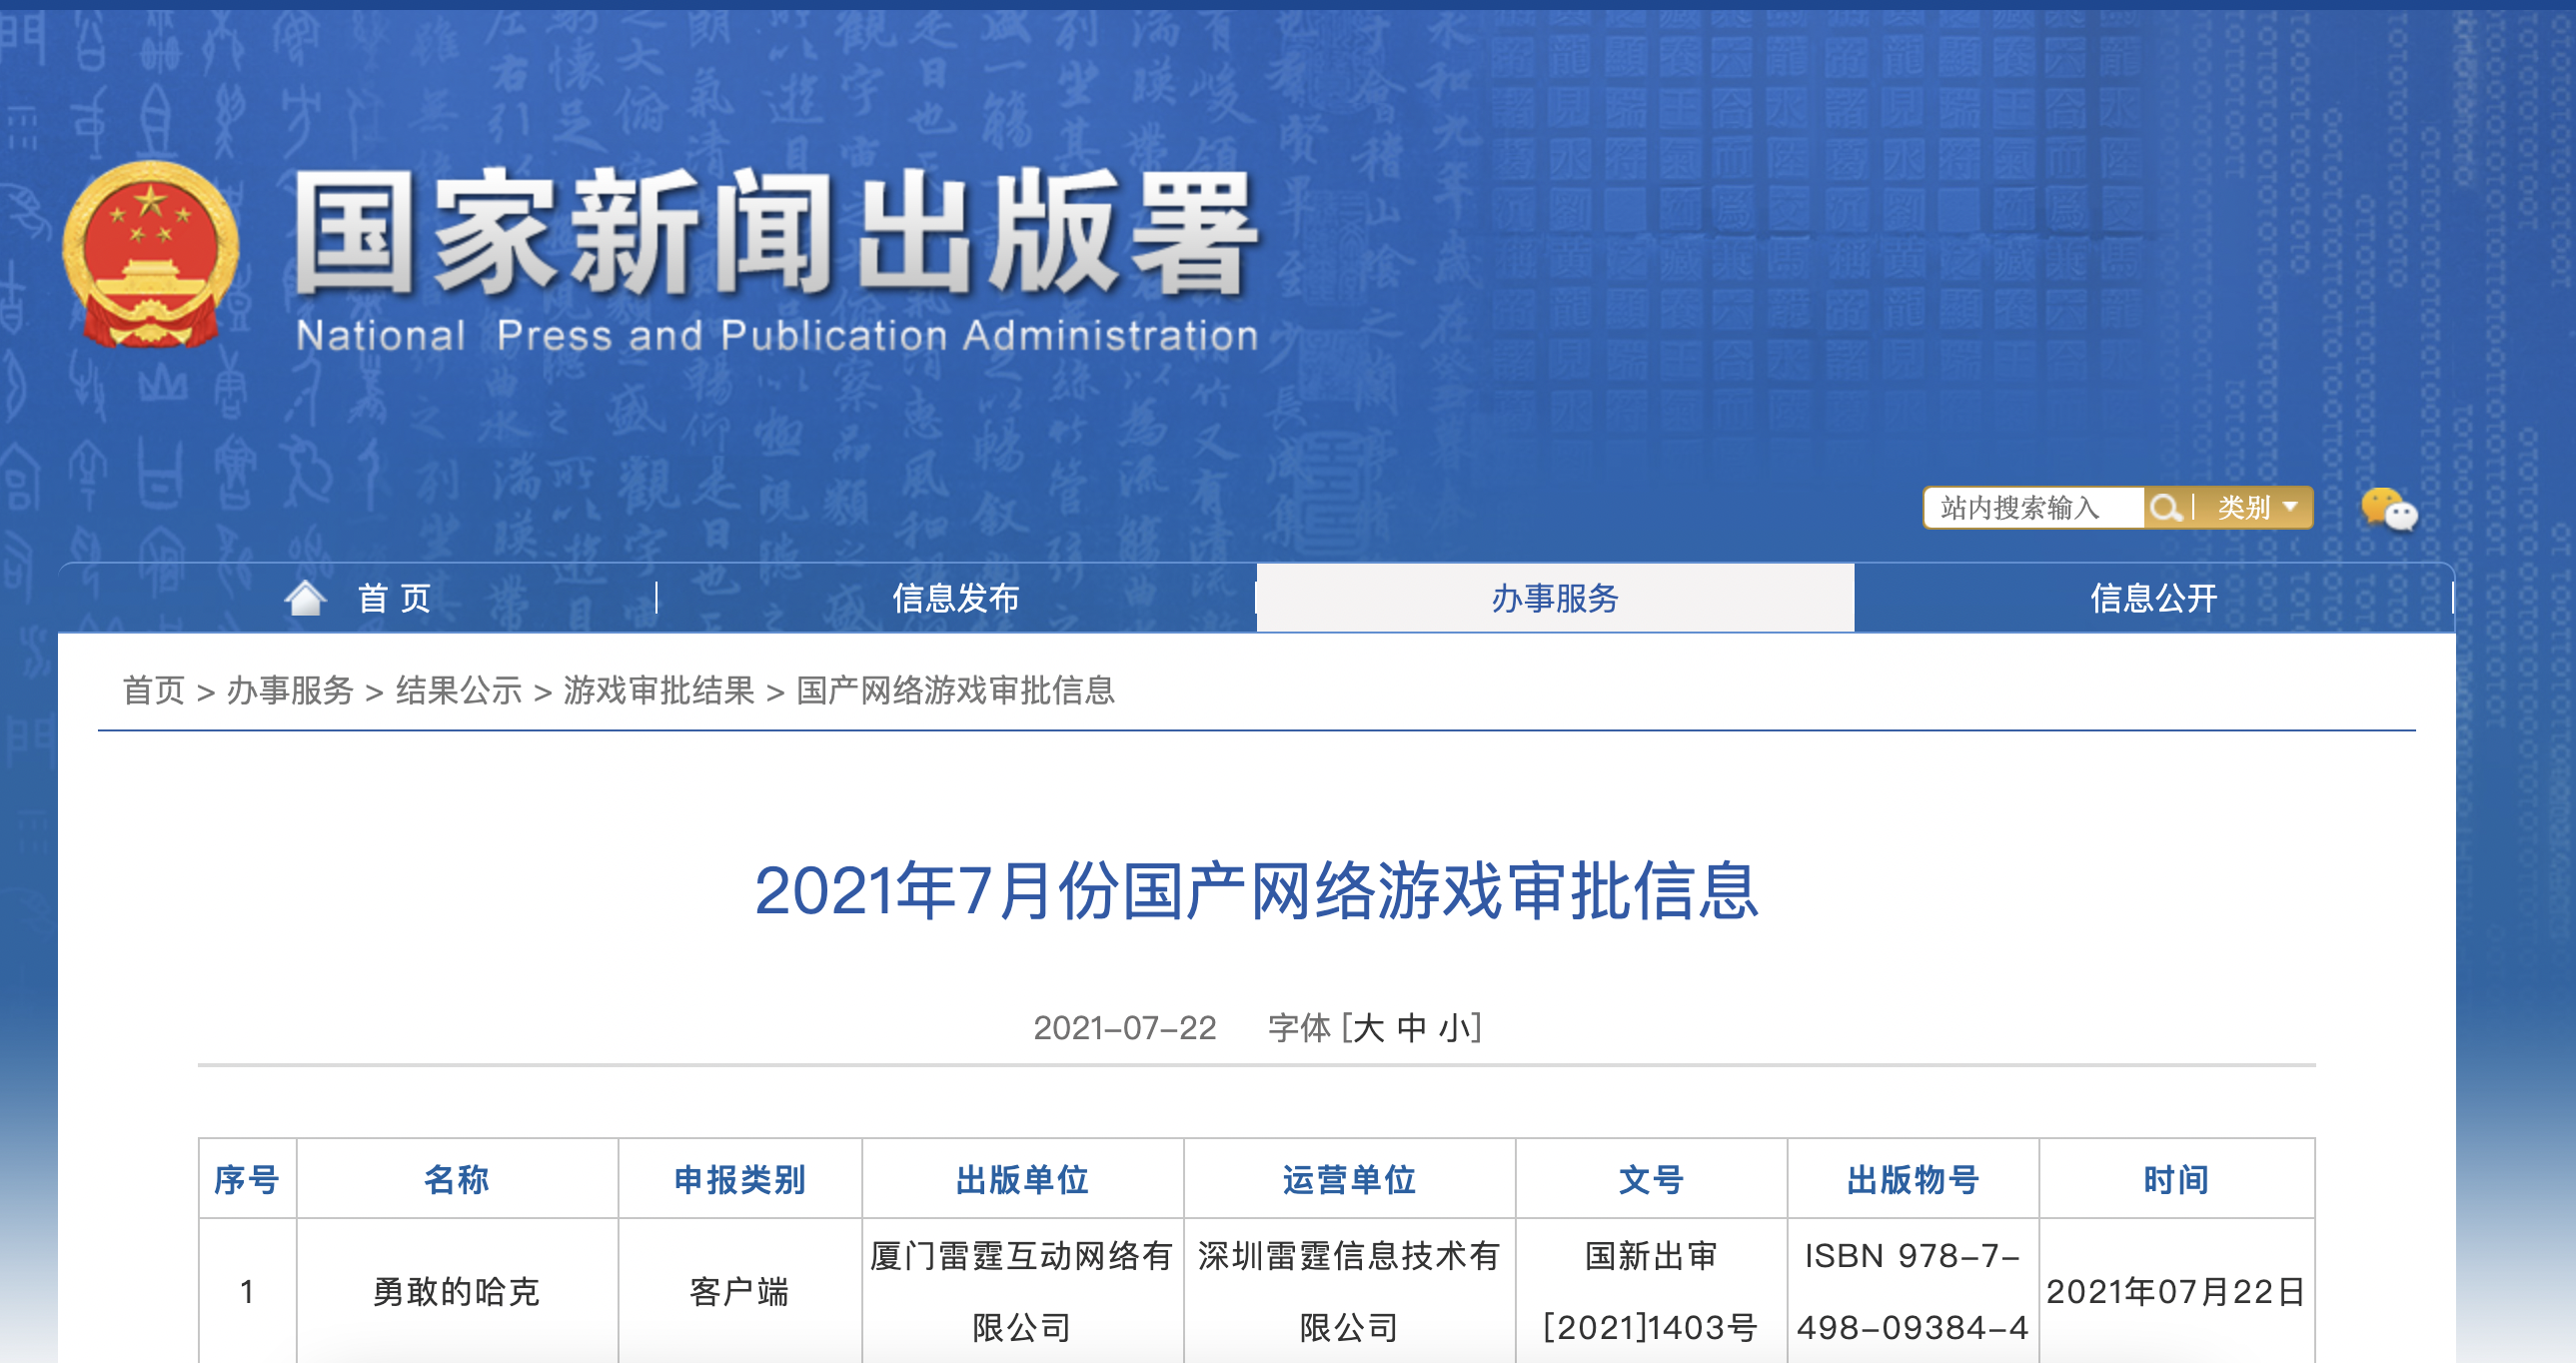 国家新闻出版署
National Press and Publication Administration
站内搜索输入 类别
首 页 信息发布 办事服务 信息公开
首页 > 办事服务 > 结果公示 > 游戏审批结果 > 国产网络游戏审批信息
2021年7月份国产网络游戏审批信息
2021-07-22 字体 [大 中 小]
序号 名称 申报类别 出版单位 运营单位 文号 出版物号 时间
1 勇敢的哈克 客户端 厦门雷霆互动网络有限公司 深圳雷霆信息技术有限公司 国新出审[2021]1403号 ISBN 978-7-498-09384-4 2021年07月22日